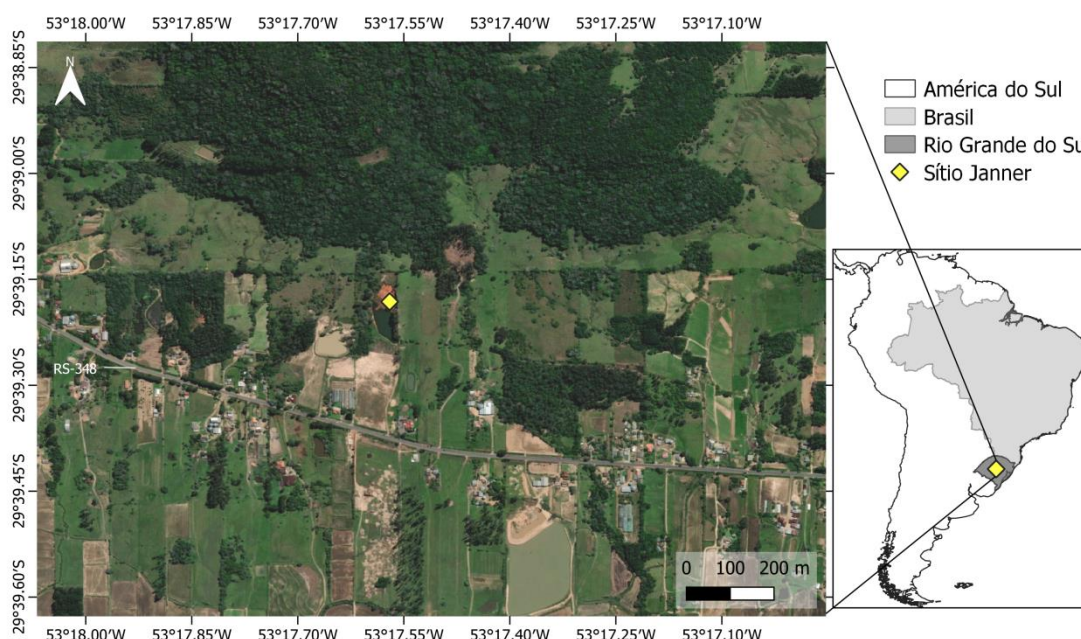 53°18.00'W 53°17.85'W 53°17.70'W 53°17.55'W 53°17.40'W 53°17.25'W 53°17.10'W
29°38.85'S
29°39.00'S
29°39.15'S
29°39.30'S
29°39.45'S
29°39.60'S
N
RS-348
0 100 200 m
53°18.00'W 53°17.85'W 53°17.70'W 53°17.55'W 53°17.40'W 53°17.25'W 53°17.10'W
América do Sul
Brasil
Rio Grande do Su
Sítio Janner